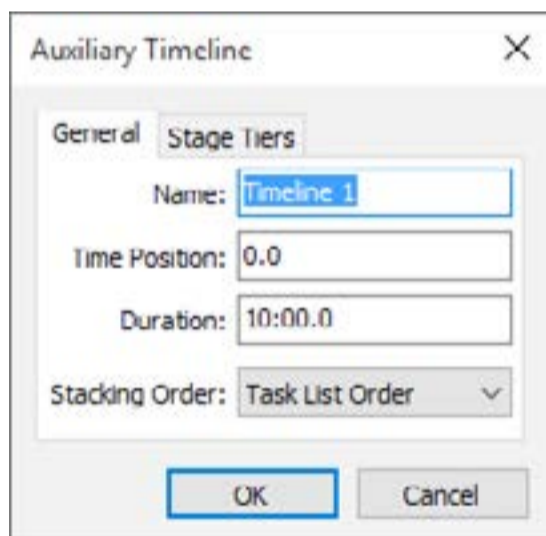 Auxiliary Timeline
General Stage Tiers
Name: Timeline 1
Time Position: 0.0
Duration: 10:00.0
Stacking Order: Task List Order
OK Cancel